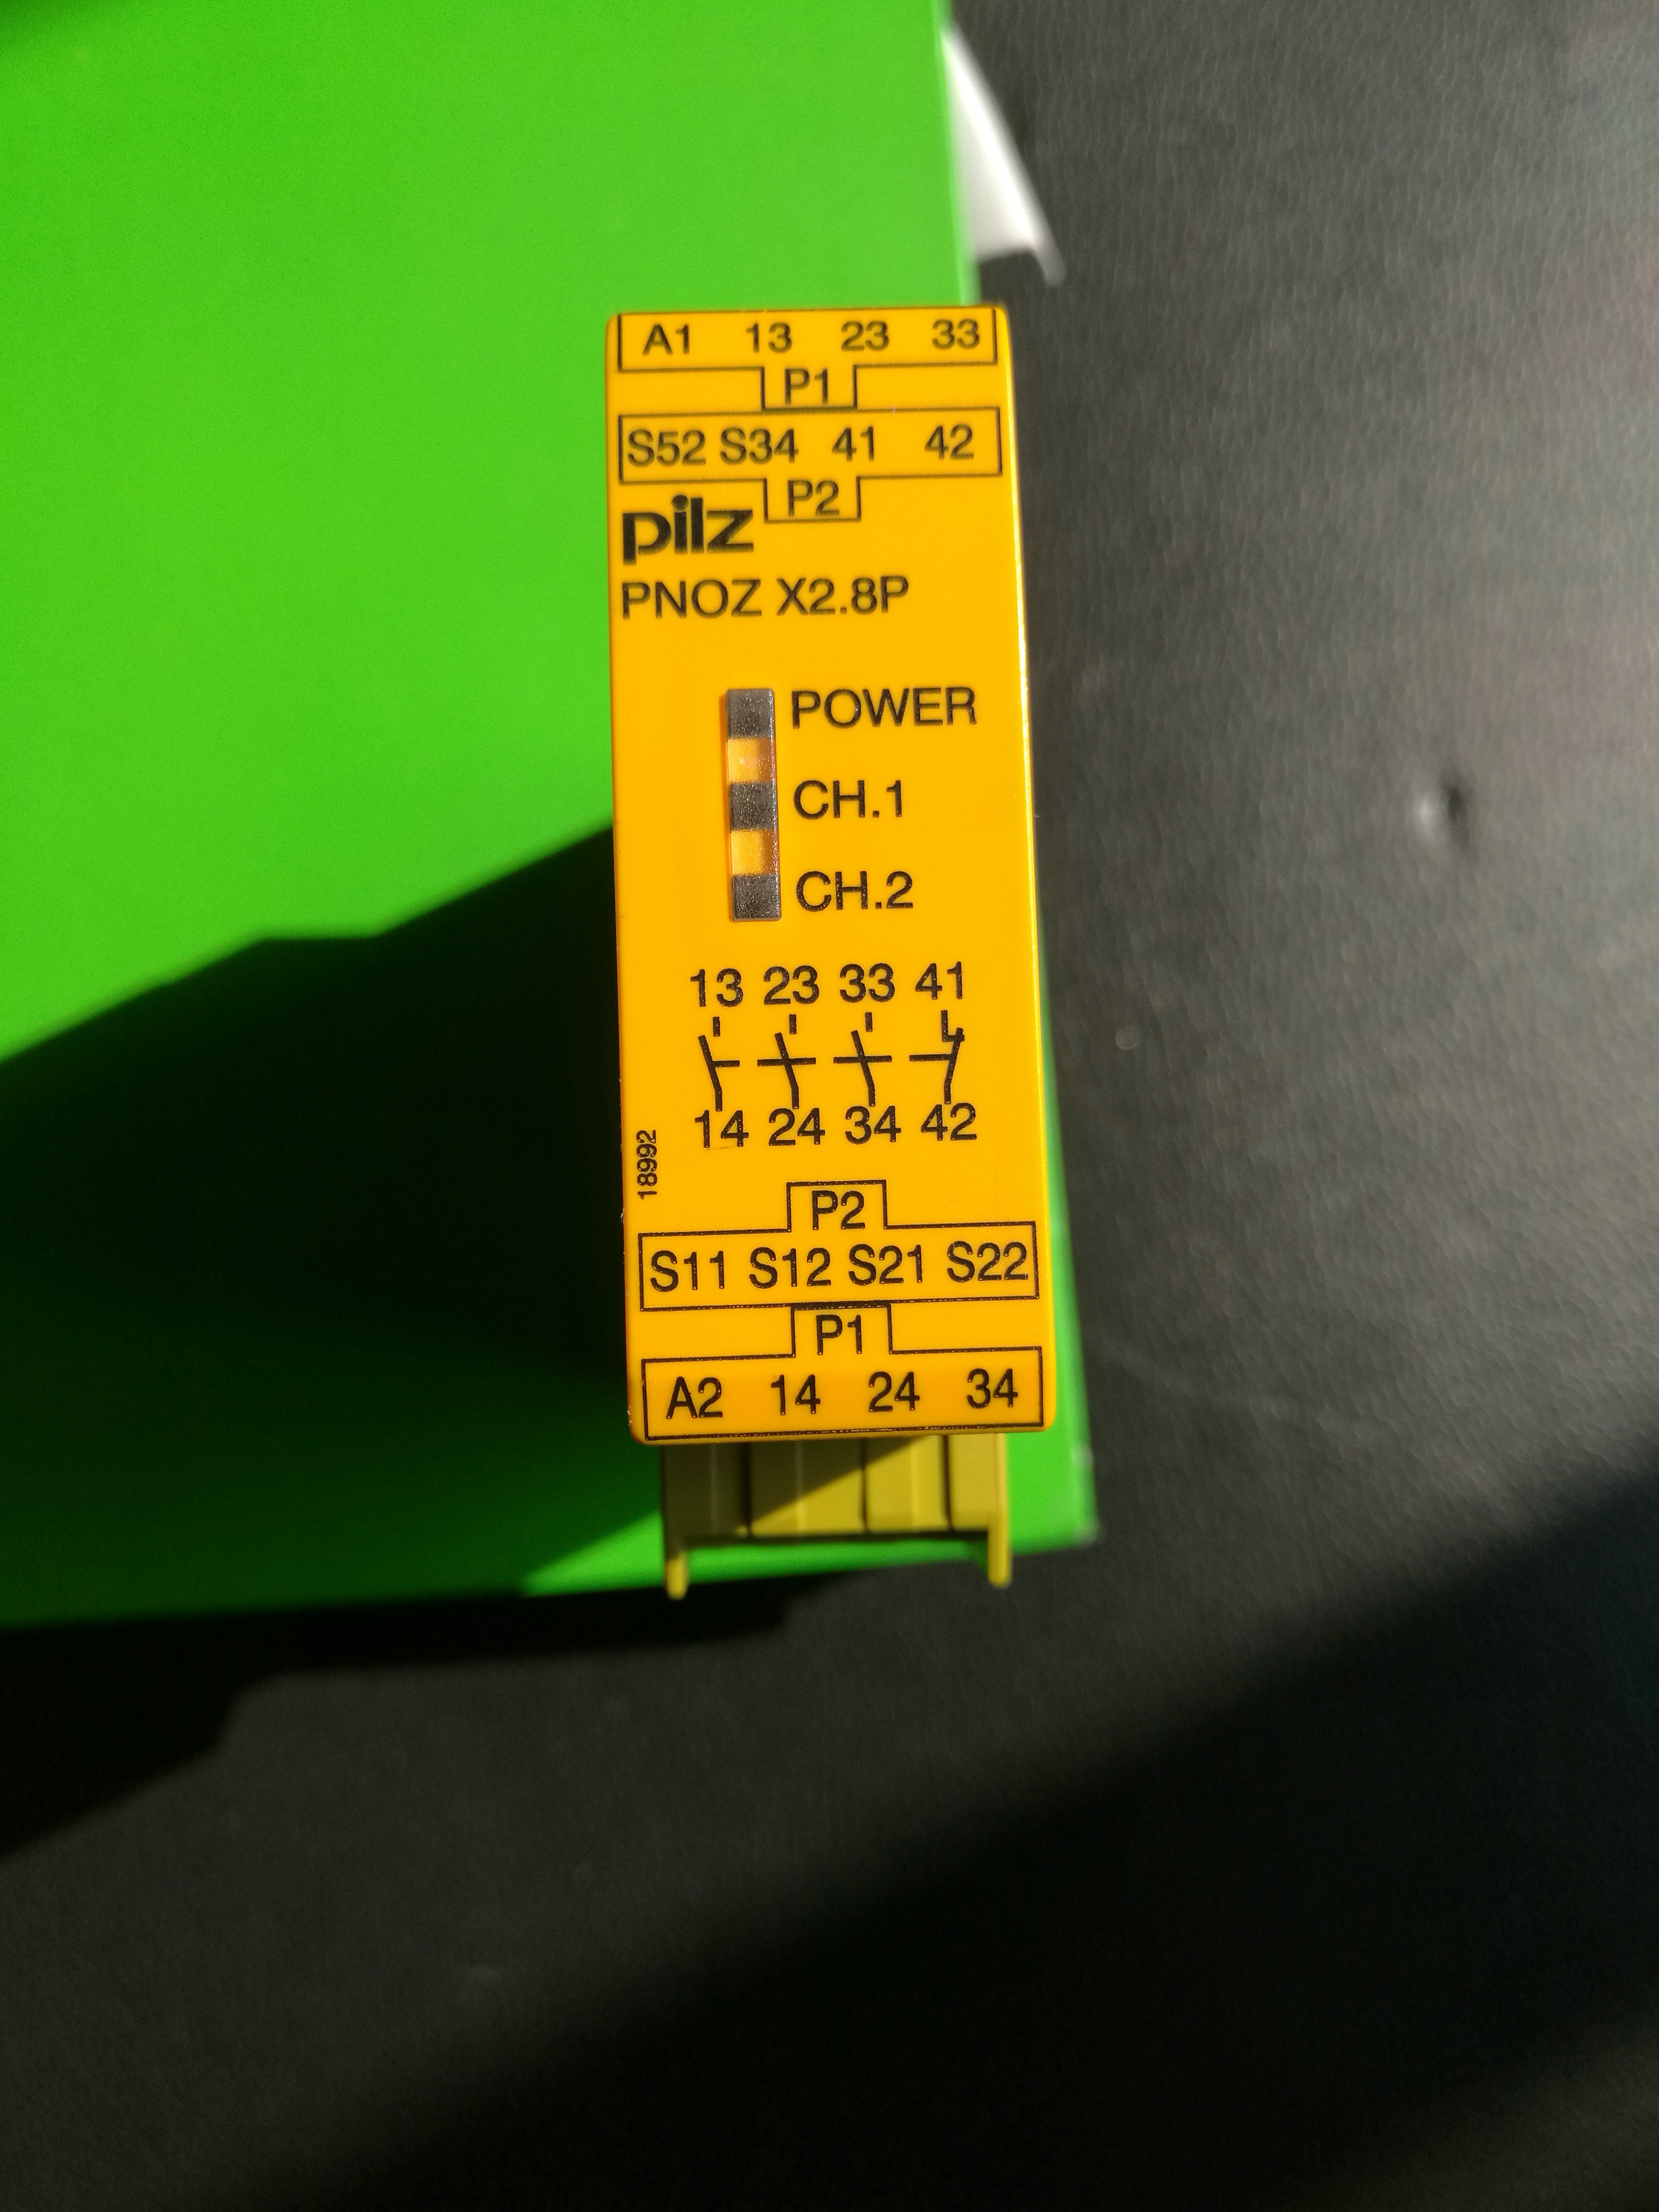 A1 13 23 33
P1
S52 S34 41 42
P2
pilz
PNOZ X2.8P
POWER
CH.1
CH.2
13 23 33 41
14 24 34 42
18992
P2
S11 S12 S21 S22
P1
A2 14 24 34